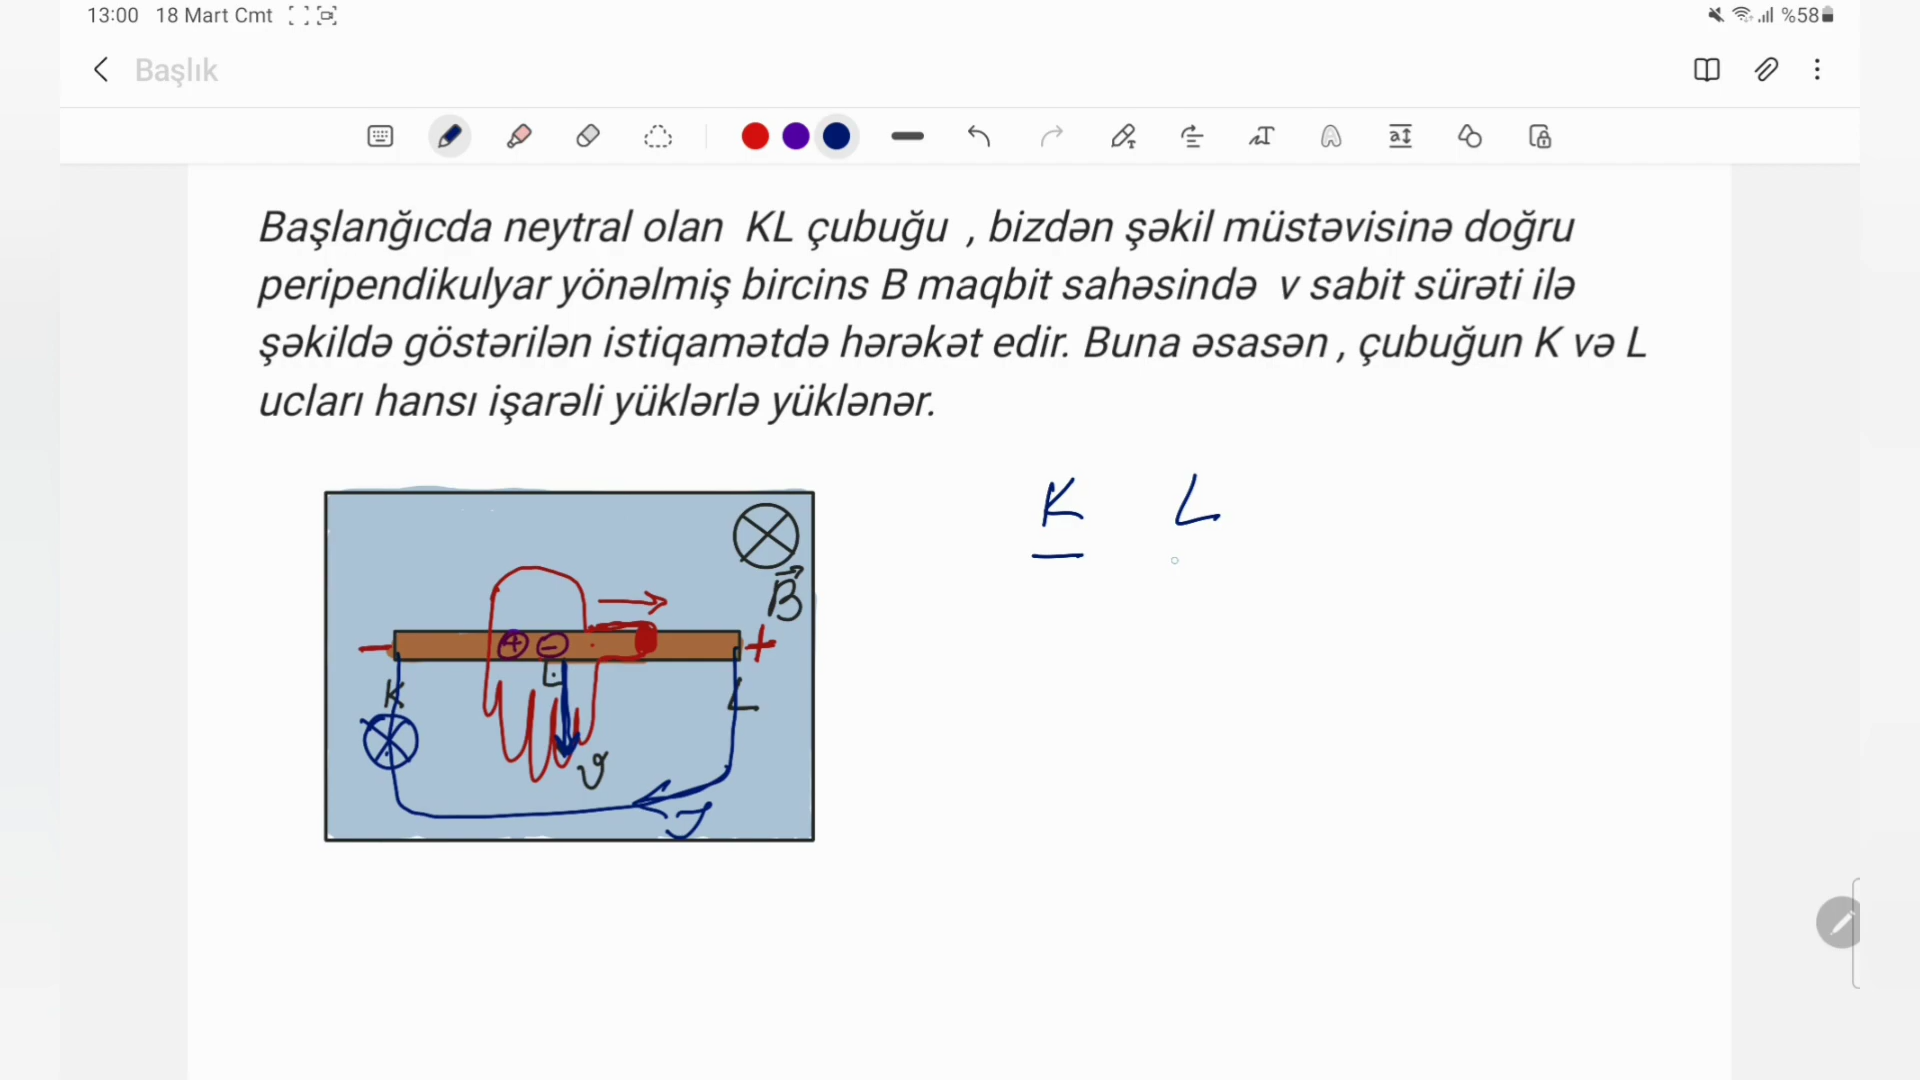 13:00 18 Mart Cmt %58
Başlık
Başlanğıcda neytral olan KL çubuğu , bizdən şəkil müstəvisinə doğru
peripendikulyar yönəlmiş bircins B maqbit sahəsində v sabit sürəti ilə
şəkildə göstərilən istiqamətdə hərəkət edir. Buna əsasən , çubuğun K və L
ucları hansı işarəli yüklərlə yüklənər.
K L
B
− + − +
K L
v
J